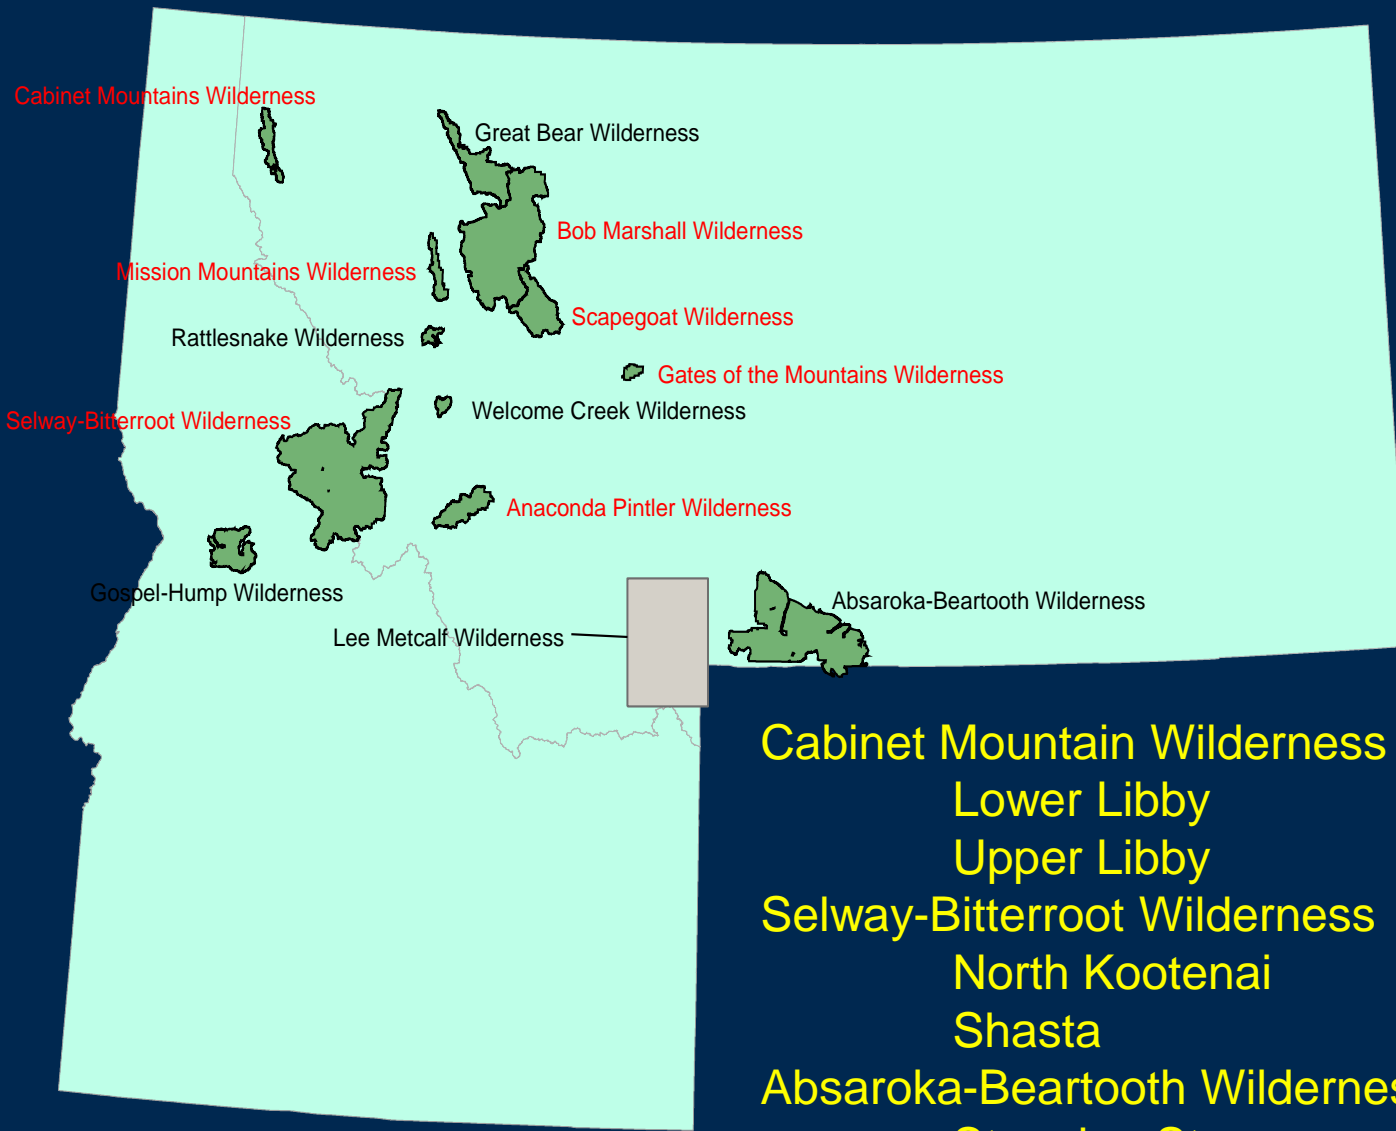 Cabinet Mountains Wilderness
Great Bear Wilderness
Bob Marshall Wilderness
Mission Mountains Wilderness
Scapegoat Wilderness
Rattlesnake Wilderness
Gates of the Mountains Wilderness
Welcome Creek Wilderness
Selway-Bitterroot Wilderness
Anaconda Pintler Wilderness
Gospel-Hump Wilderness
Absaroka-Beartooth Wilderness
Lee Metcalf Wilderness
Cabinet Mountain Wilderness
Lower Libby
Upper Libby
Selway-Bitterroot Wilderness
North Kootenai
Shasta
Absaroka-Beartooth Wildernes